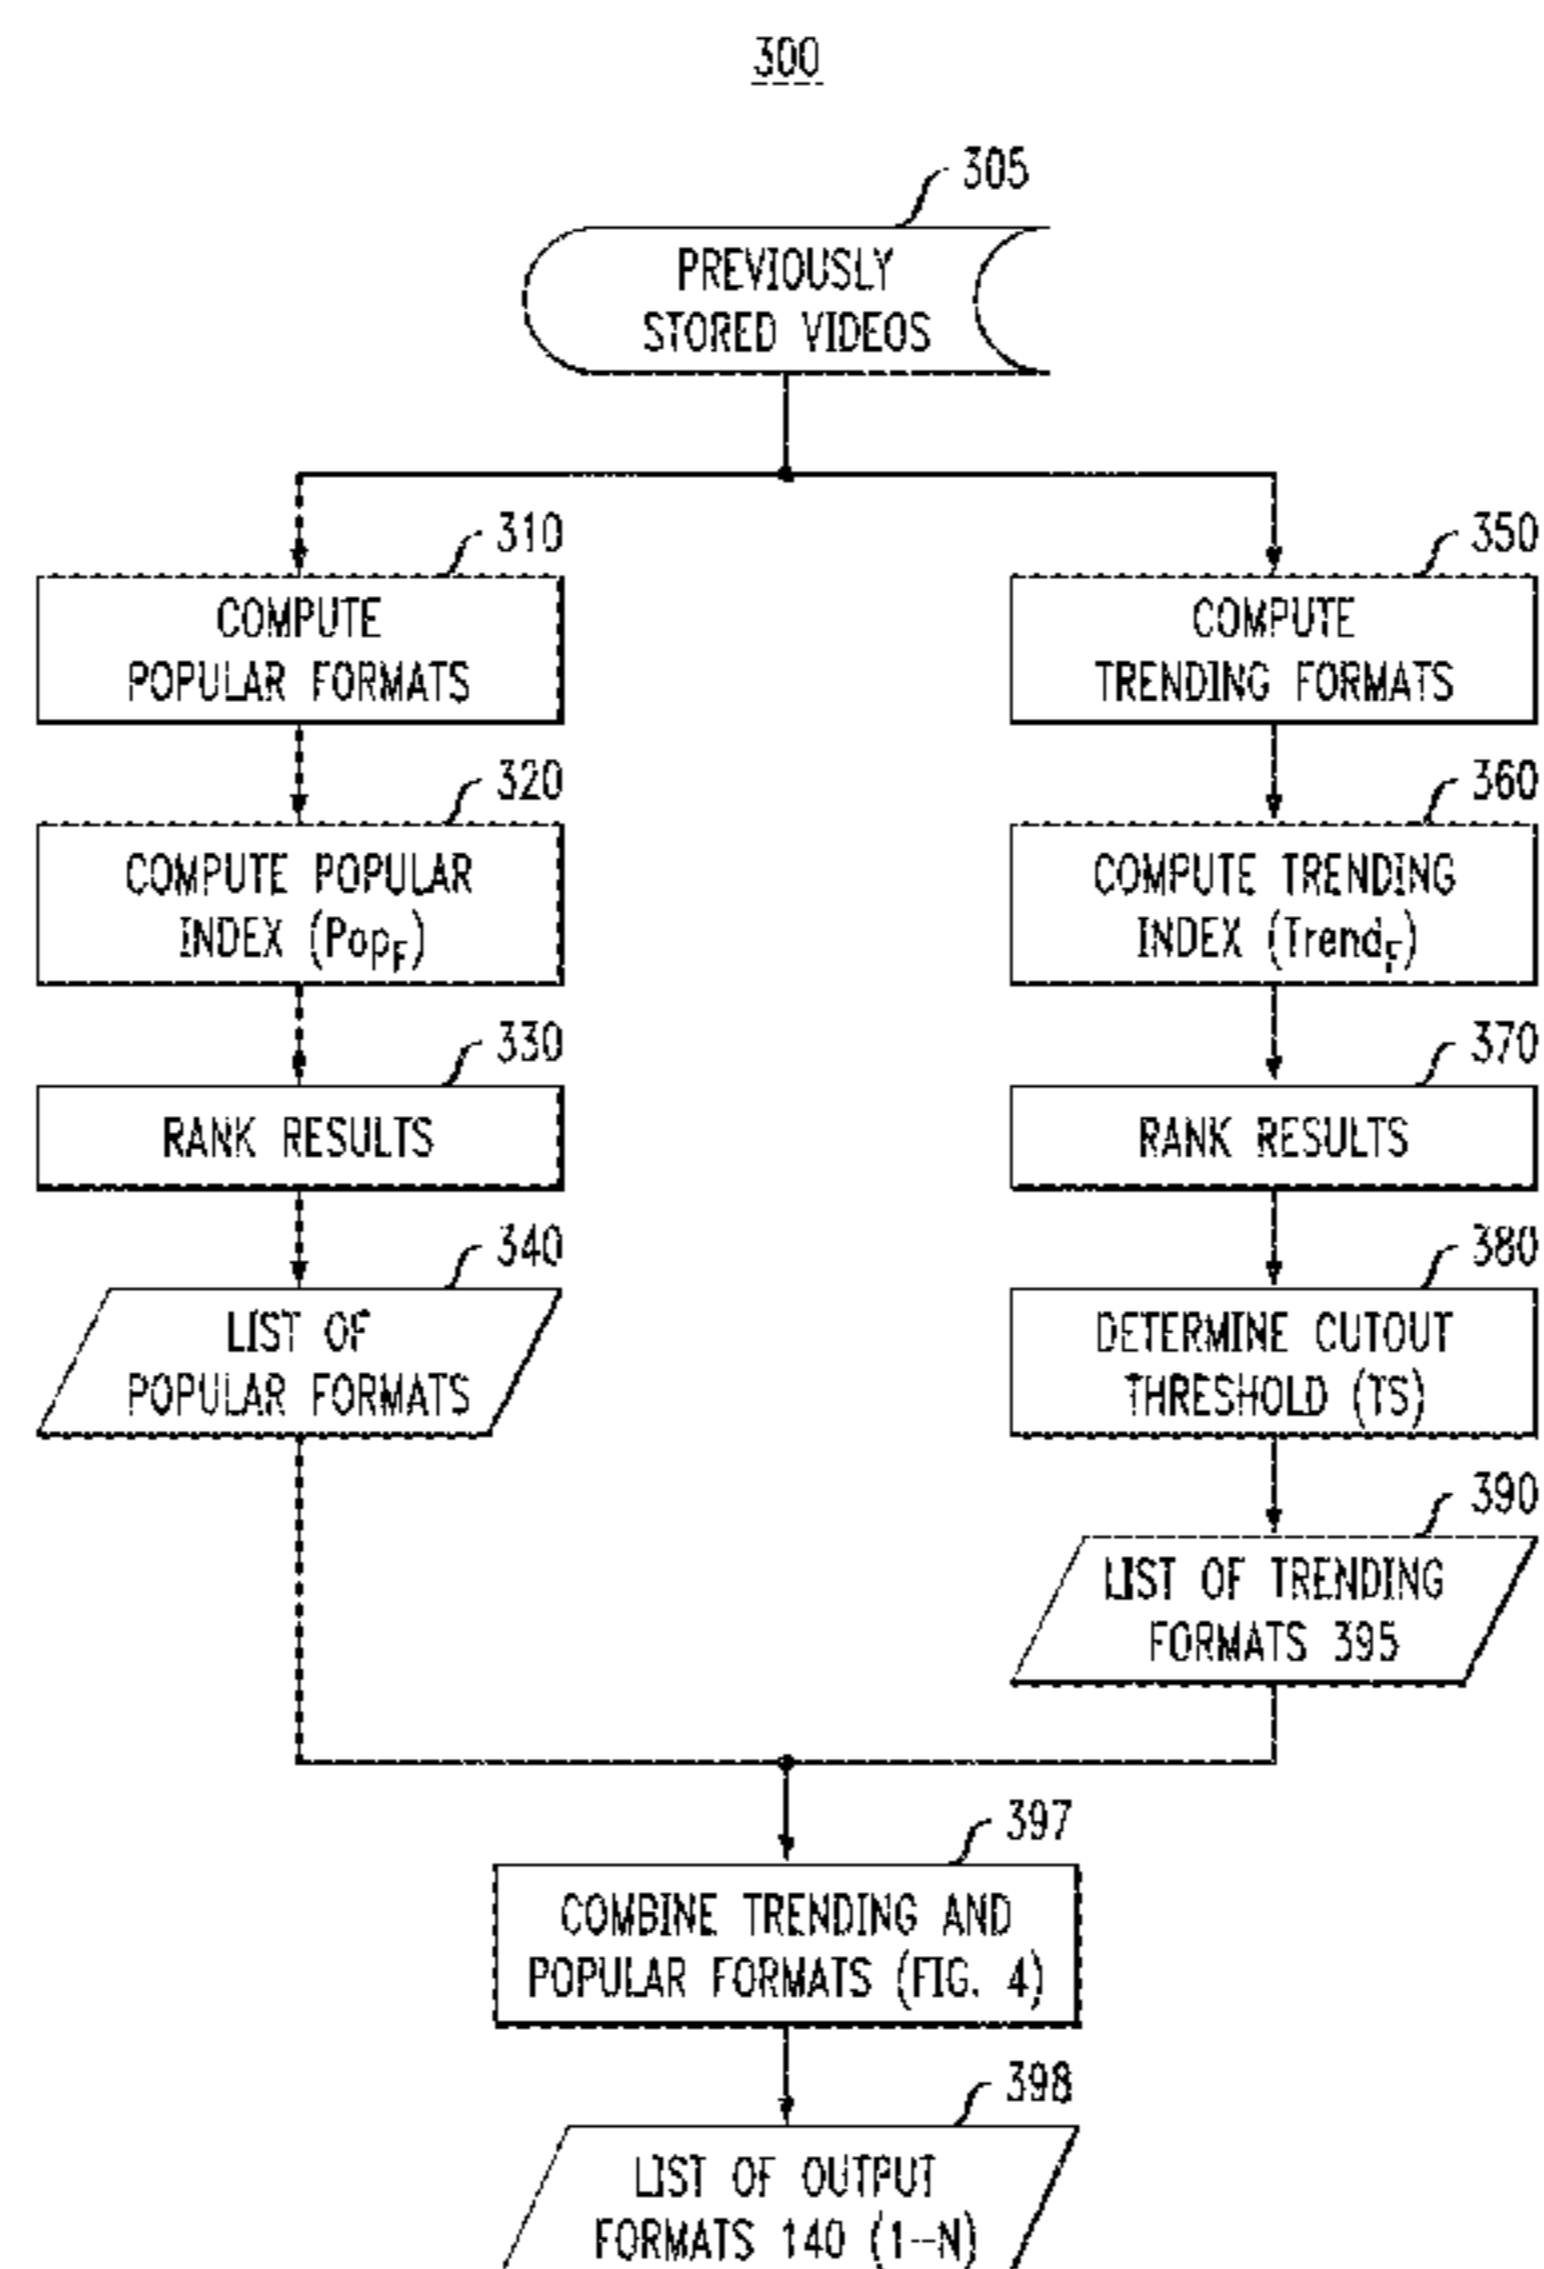 300
305
PREVIOUSLY
STORED VIDEOS
310
COMPUTE
POPULAR FORMATS
350
COMPUTE
TRENDING FORMATS
320
COMPUTE POPULAR
INDEX (PopF)
360
COMPUTE TRENDING
INDEX (TrendF)
330
RANK RESULTS
370
RANK RESULTS
340
LIST OF
POPULAR FORMATS
380
DETERMINE CUTOUT
THRESHOLD (TS)
390
LIST OF TRENDING
FORMATS 395
397
COMBINE TRENDING AND
POPULAR FORMATS (FIG. 4)
398
LIST OF OUTPUT
FORMATS 140 (1--N)